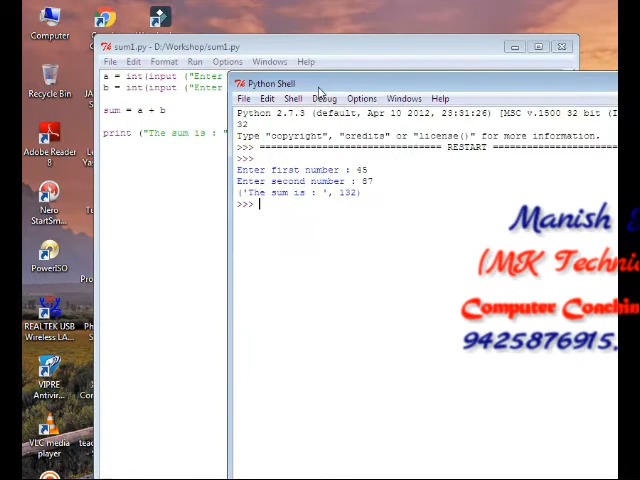 Computer
Recycle Bin
Adobe Reader
8
Nero
StartSm...
PowerISO
REALTEK USB
Wireless LA...
VIPRE
Antivir...
VLC media
player
sum1.py - D:/Workshop/sum1.py
File Edit Format Run Options Windows Help
a = int(input ("Enter
b = int(input ("Enter
sum = a + b
print ("The sum is : "
Python Shell
File Edit Shell Debug Options Windows Help
Python 2.7.3 (default, Apr 10 2012, 23:31:26) [MSC v.1500 32 bit (I
32
Type "copyright", "credits" or "license()" for more information.
>>> ================================ RESTART
>>>
Enter first number : 45
Enter second number : 87
('The sum is : ', 132)
>>>
Manish
(MK Techni
Computer Coachin
9425876915,